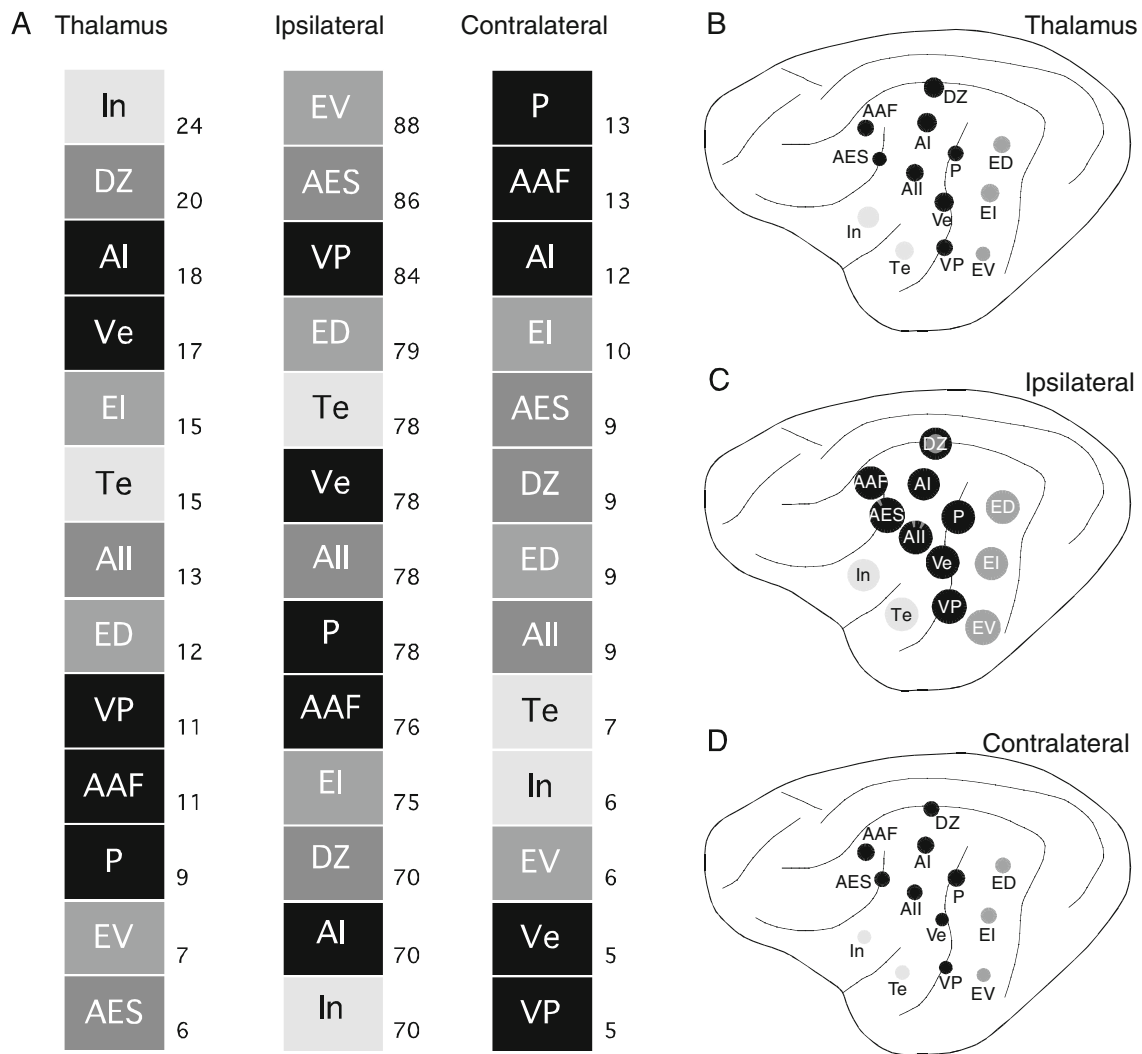 A
Thalamus Ipsilateral Contralateral
In 24 EV 88 P 13
DZ 20 AES 86 AAF 13
AI 18 VP 84 AI 12
Ve 17 ED 79 EI 10
EI 15 Te 78 AES 9
Te 15 Ve 78 DZ 9
AII 13 AII 78 ED 9
ED 12 P 78 AII 9
VP 11 AAF 76 Te 7
AAF 11 EI 75 In 6
P 9 DZ 70 EV 6
EV 7 AI 70 Ve 5
AES 6 In 70 VP 5
B Thalamus
DZ
AAF
AI
AES P ED
AII
Ve EI
In
Te VP EV
C Ipsilateral
DZ
AAF AI
AES P ED
AII
Ve EI
In
Te VP EV
D Contralateral
DZ
AAF
AI
AES P ED
AII
Ve EI
In
Te VP EV